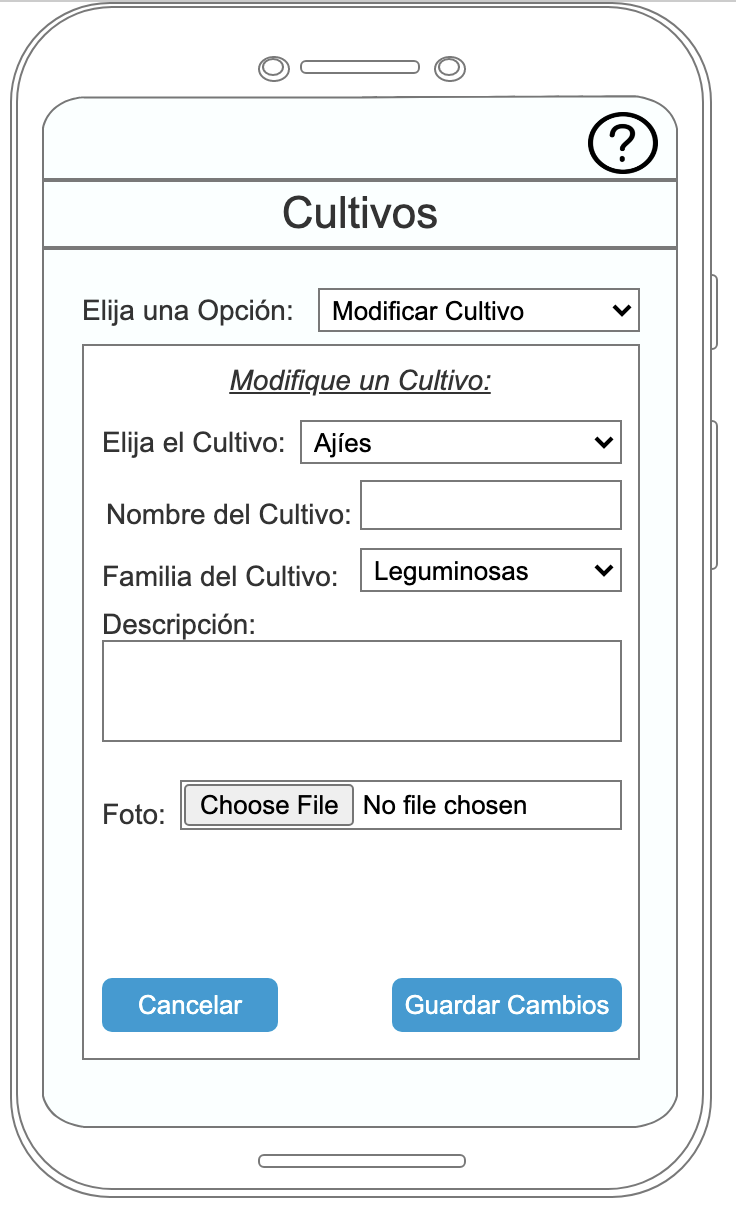 ?
Cultivos
Elija una Opción: Modificar Cultivo
Modifique un Cultivo:
Elija el Cultivo: Ajíes
Nombre del Cultivo:
Familia del Cultivo: Leguminosas
Descripción:
Foto: Choose File No file chosen
Cancelar Guardar Cambios